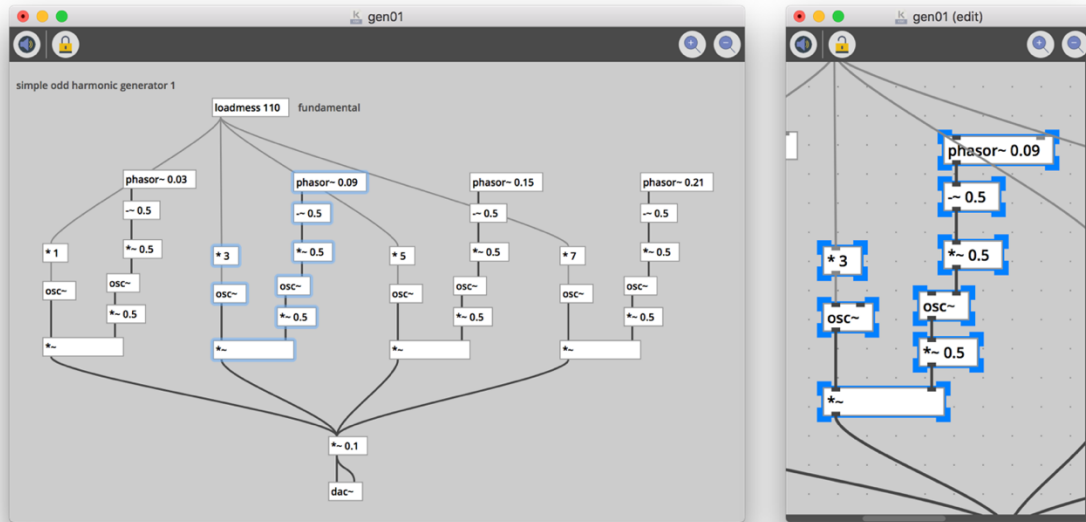 gen01
simple odd harmonic generator 1
loadmess 110 fundamental
phasor~ 0.03 phasor~ 0.09 phasor~ 0.15 phasor~ 0.21
-~ 0.5 -~ 0.5 -~ 0.5 -~ 0.5
* 1 *~ 0.5 * 3 *~ 0.5 * 5 *~ 0.5 * 7 *~ 0.5
osc~ osc~ osc~ osc~ osc~ osc~ osc~ osc~
*~ 0.5 *~ 0.5 *~ 0.5 *~ 0.5
*~ *~ *~ *~
*~ 0.1
dac~
gen01 (edit)
phasor~ 0.09
-~ 0.5
* 3 *~ 0.5
osc~ osc~
*~ 0.5
*~